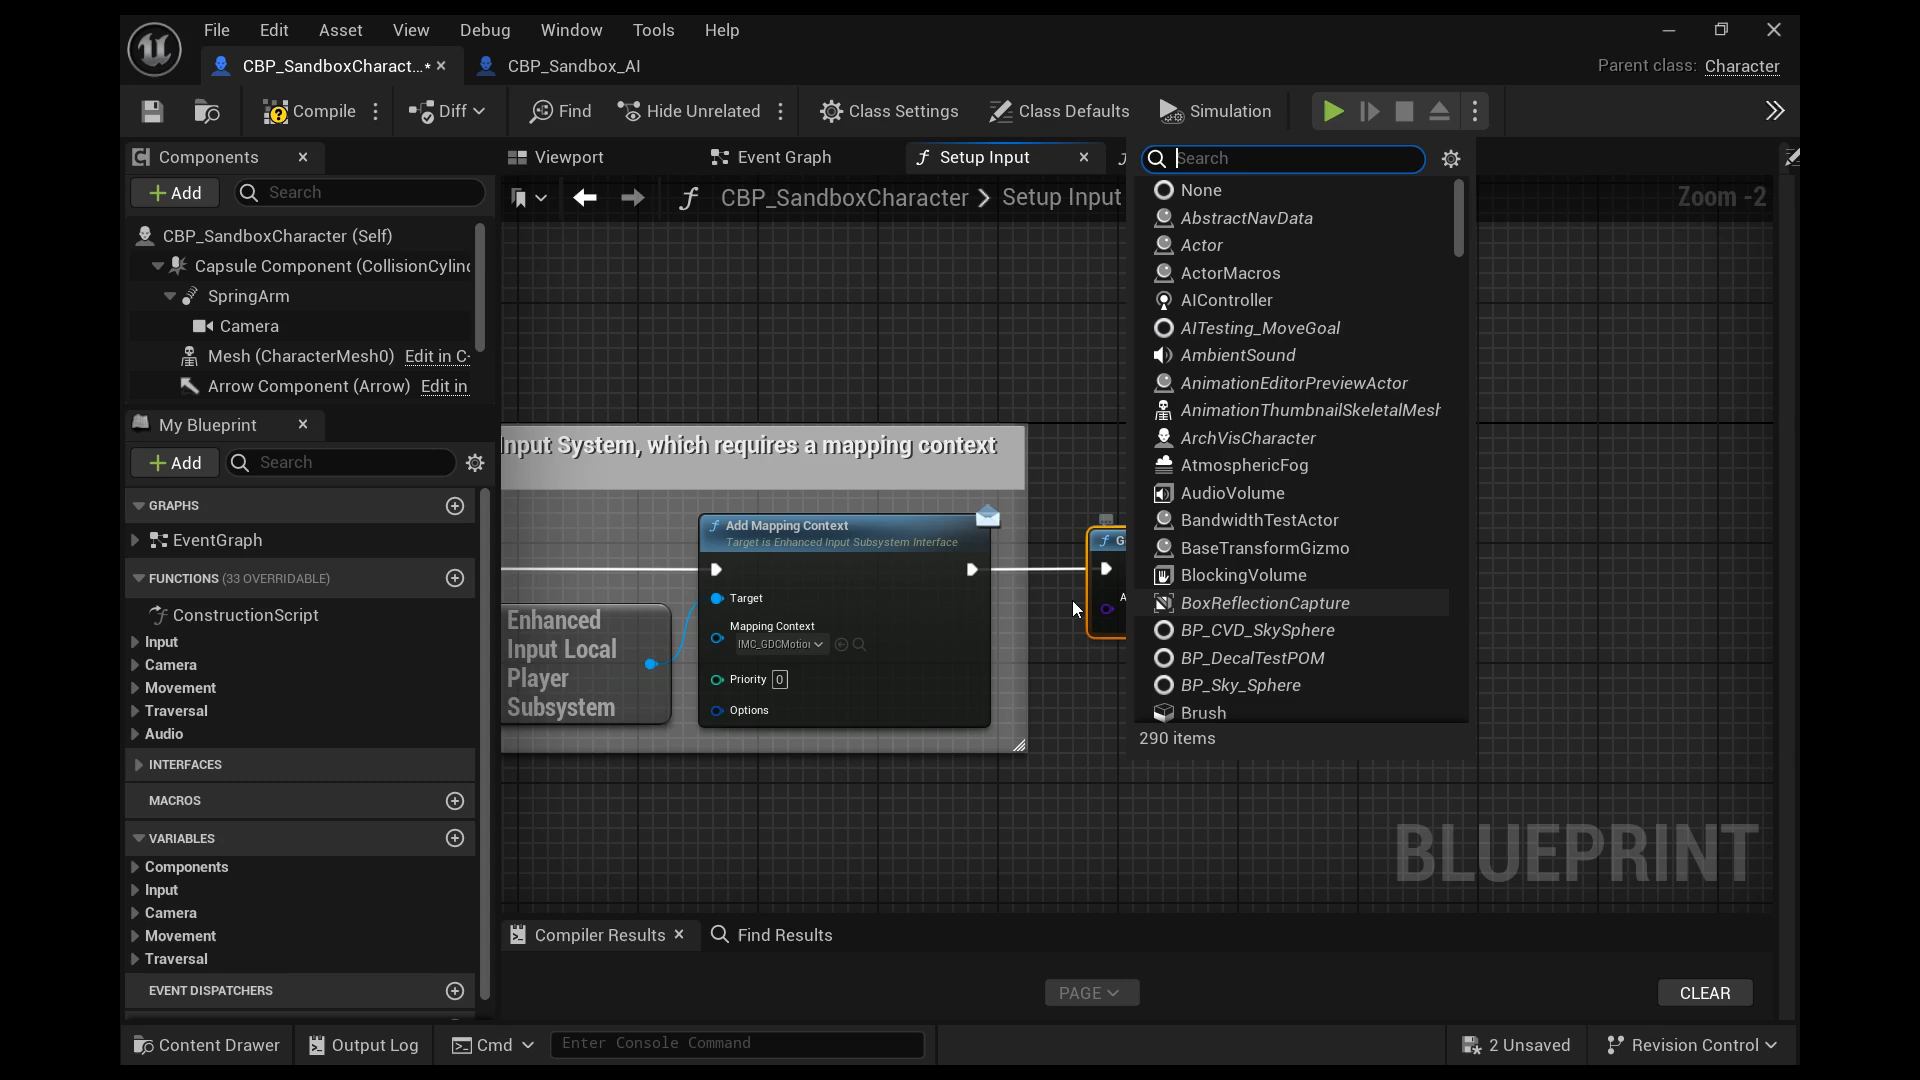 File Edit Asset View Debug Window Tools Help
CBP_SandboxCharact...•
CBP_Sandbox_AI
Parent class: Character
Compile
Diff
Find
Hide Unrelated
Class Settings
Class Defaults
Simulation
Components
Viewport
Event Graph
Setup Input
Search
Add
Search
CBP_SandboxCharacter > Setup Input
Zoom -2
CBP_SandboxCharacter (Self)
Capsule Component (CollisionCylinc
SpringArm
Camera
Mesh (CharacterMesh0) Edit in C-
Arrow Component (Arrow) Edit in
My Blueprint
Add
Search
GRAPHS
EventGraph
FUNCTIONS (33 OVERRIDABLE)
ConstructionScript
Input
Camera
Movement
Traversal
Audio
INTERFACES
MACROS
VARIABLES
Components
Input
Camera
Movement
Traversal
EVENT DISPATCHERS
Input System, which requires a mapping context
Add Mapping Context
Target is Enhanced Input Subsystem Interface
Target
Mapping Context
IMC_GDCMotion
Priority 0
Options
Enhanced
Input Local
Player
Subsystem
None
AbstractNavData
Actor
ActorMacros
AIController
AITesting_MoveGoal
AmbientSound
AnimationEditorPreviewActor
AnimationThumbnailSkeletalMesh
ArchVisCharacter
AtmosphericFog
AudioVolume
BandwidthTestActor
BaseTransformGizmo
BlockingVolume
BoxReflectionCapture
BP_CVD_SkySphere
BP_DecalTestPOM
BP_Sky_Sphere
Brush
290 items
BLUEPRINT
Compiler Results
Find Results
PAGE
CLEAR
Content Drawer
Output Log
Cmd
Enter Console Command
2 Unsaved
Revision Control